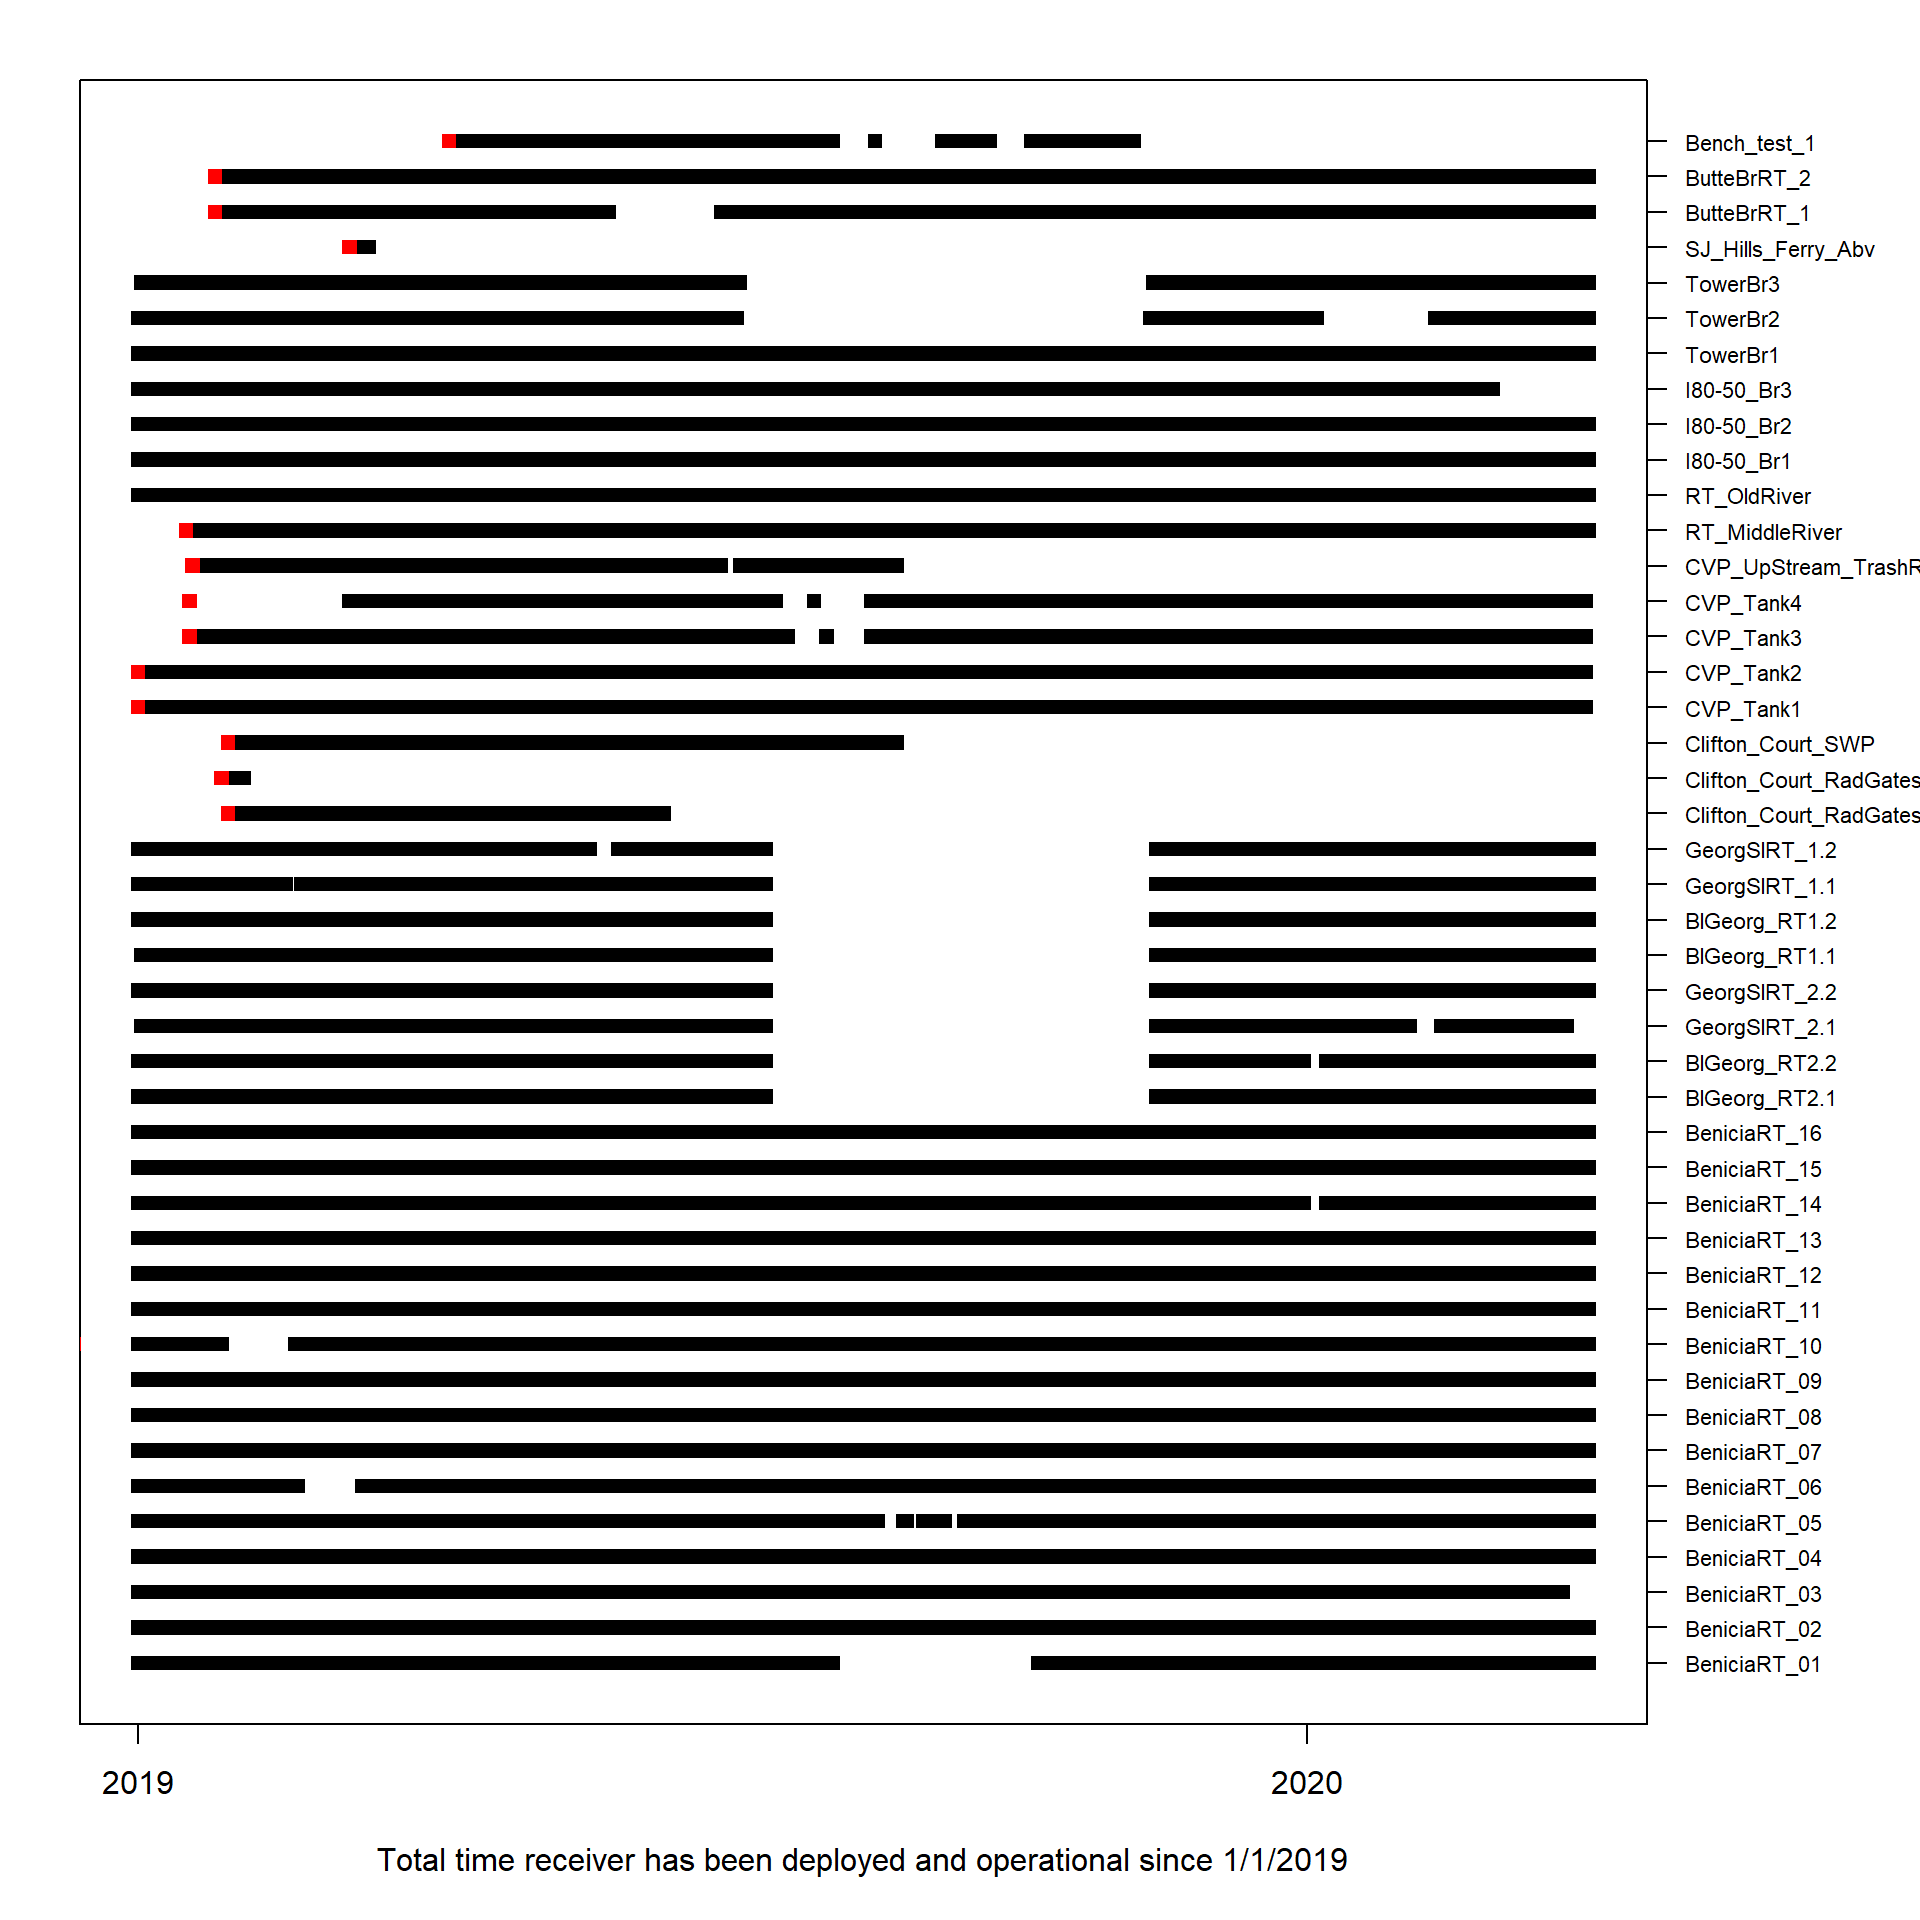 Bench_test_1
ButteBrRT_2
ButteBrRT_1
SJ_Hills_Ferry_Abv
TowerBr3
TowerBr2
TowerBr1
I80-50_Br3
I80-50_Br2
I80-50_Br1
RT_OldRiver
RT_MiddleRiver
CVP_UpStream_TrashR
CVP_Tank4
CVP_Tank3
CVP_Tank2
CVP_Tank1
Clifton_Court_SWP
Clifton_Court_RadGates
Clifton_Court_RadGates
GeorgSlRT_1.2
GeorgSlRT_1.1
BlGeorg_RT1.2
BlGeorg_RT1.1
GeorgSlRT_2.2
GeorgSlRT_2.1
BlGeorg_RT2.2
BlGeorg_RT2.1
BeniciaRT_16
BeniciaRT_15
BeniciaRT_14
BeniciaRT_13
BeniciaRT_12
BeniciaRT_11
BeniciaRT_10
BeniciaRT_09
BeniciaRT_08
BeniciaRT_07
BeniciaRT_06
BeniciaRT_05
BeniciaRT_04
BeniciaRT_03
BeniciaRT_02
BeniciaRT_01
2019 2020
Total time receiver has been deployed and operational since 1/1/2019